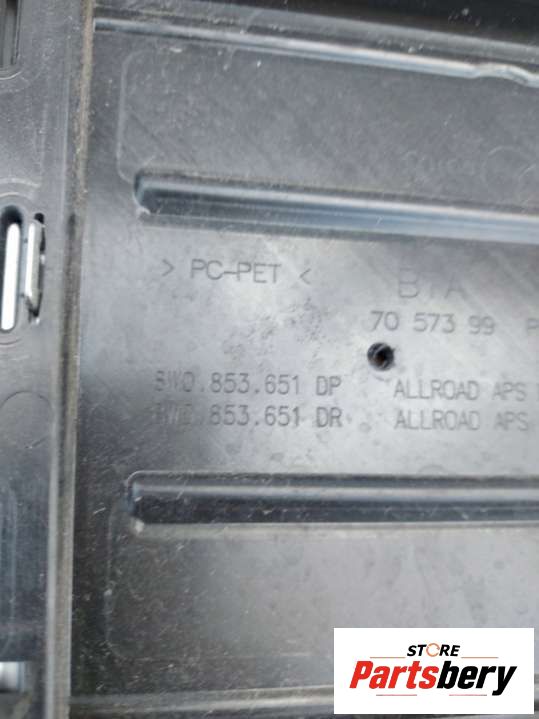 > PC-PET <
70 573 99 P
8W0.853.651 DP ALLROAD APS
8W0.853.651 DR ALLROAD APS
STORE
Partsbery